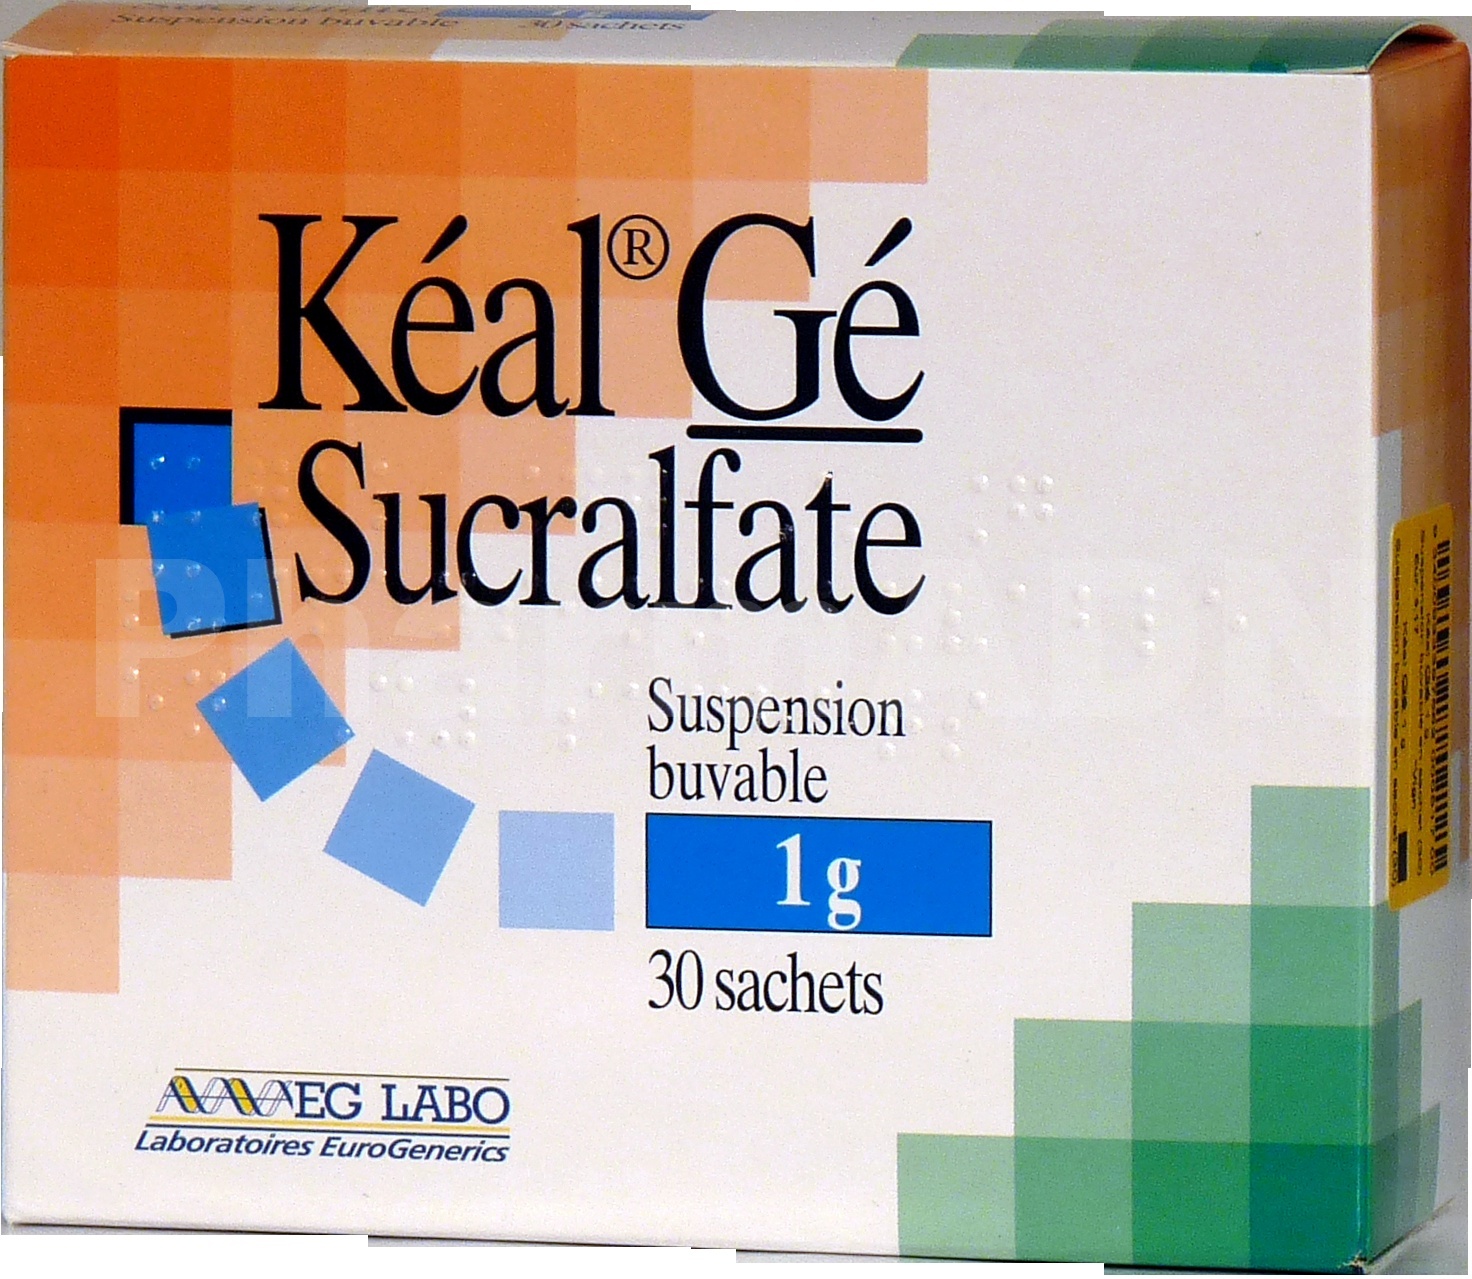 Suspension buvable
30 sachets
Kéal® Gé
Sucralfate
Suspension
buvable
1 g
30 sachets
EG LABO
Laboratoires EuroGenerics